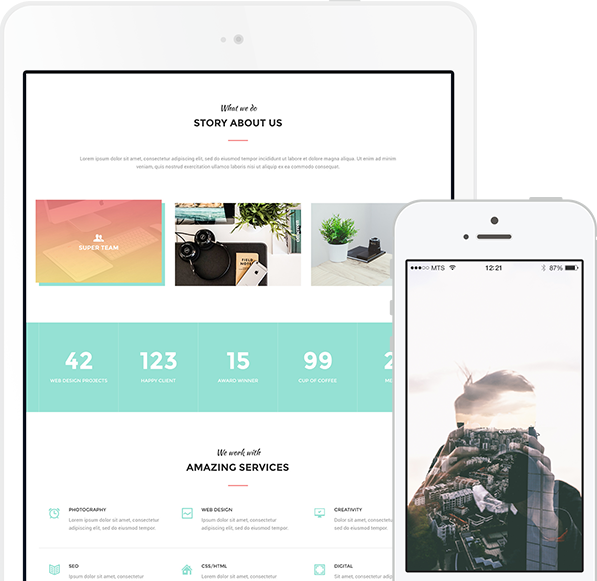 What we do
STORY ABOUT US
Lorem ipsum dolor sit amet, consectetur adipiscing elit, sed do eiusmod tempor incididunt ut labore et dolore magna aliqua. Ut enim ad minim
veniam, quis nostrud exercitation ullamco laboris nisi ut aliquip ex ea commodo consequat.
SUPER TEAM
FIELD NOTES
42 123 15 99 2
WEB DESIGN PROJECTS HAPPY CLIENT AWARD WINNER CUP OF COFFEE ME
We work with
AMAZING SERVICES
PHOTOGRAPHY WEB DESIGN CREATIVITY
Lorem ipsum dolor sit amet, consectetur Lorem ipsum dolor sit amet, consectetur Lorem ipsum dolor sit
adipiscing elit, sed do eiusmod tempor. adipiscing elit, sed do eiusmod tempor. adipiscing elit, sed
SEO CSS/HTML DIGITAL
Lorem ipsum dolor sit amet, consectetur Lorem ipsum dolor sit amet, consectetur Sit amet, consectetur
MTS 12:21 87%